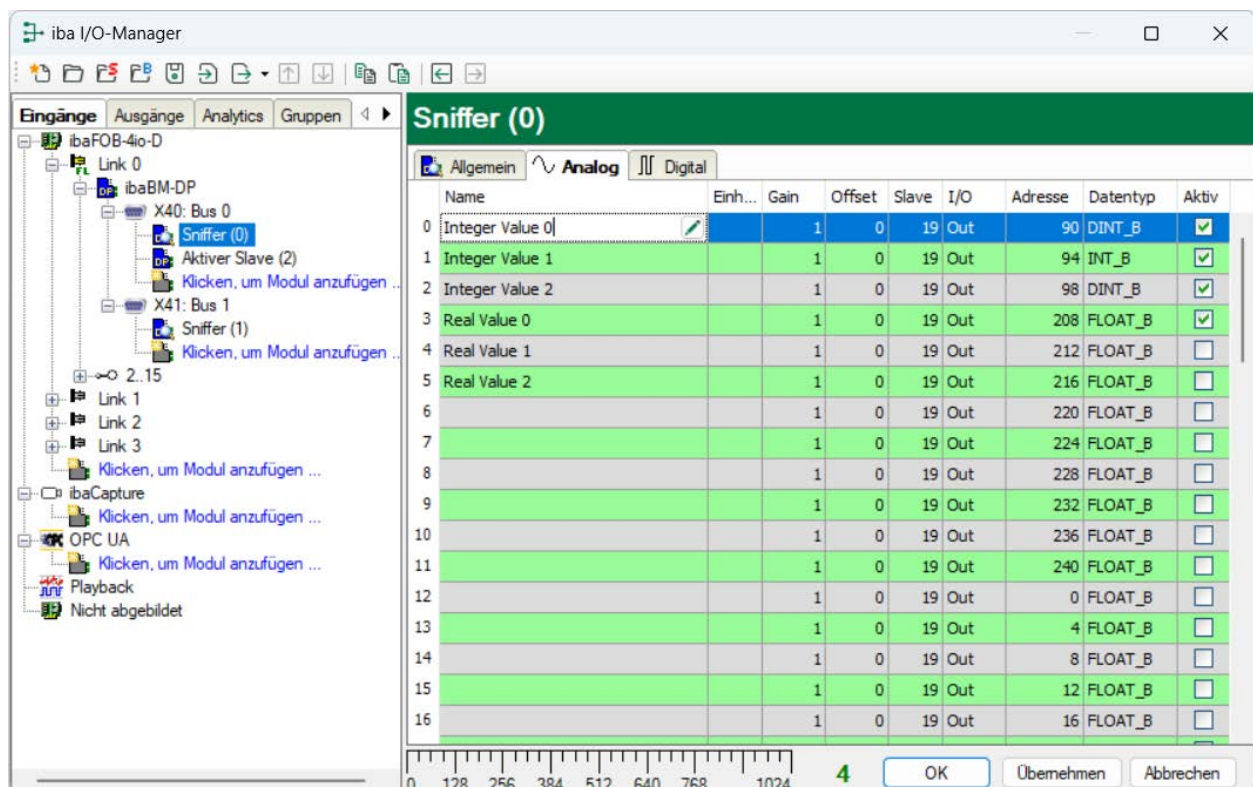 iba I/O-Manager
Eingänge Ausgänge Analytics Gruppen
ibaFOB-4io-D
Link 0
ibaBM-DP
X40: Bus 0
Sniffer (0)
Aktiver Slave (2)
Klicken, um Modul anzufügen ..
X41: Bus 1
Sniffer (1)
Klicken, um Modul anzufügen ..
2..15
Link 1
Link 2
Link 3
Klicken, um Modul anzufügen ...
ibaCapture
Klicken, um Modul anzufügen ...
OPC UA
Klicken, um Modul anzufügen ...
Playback
Nicht abgebildet
Sniffer (0)
Allgemein Analog Digital
Name Einh... Gain Offset Slave I/O Adresse Datentyp Aktiv
0 Integer Value 0 1 0 19 Out 90 DINT_B
1 Integer Value 1 1 0 19 Out 94 INT_B
2 Integer Value 2 1 0 19 Out 98 DINT_B
3 Real Value 0 1 0 19 Out 208 FLOAT_B
4 Real Value 1 1 0 19 Out 212 FLOAT_B
5 Real Value 2 1 0 19 Out 216 FLOAT_B
6 1 0 19 Out 220 FLOAT_B
7 1 0 19 Out 224 FLOAT_B
8 1 0 19 Out 228 FLOAT_B
9 1 0 19 Out 232 FLOAT_B
10 1 0 19 Out 236 FLOAT_B
11 1 0 19 Out 240 FLOAT_B
12 1 0 19 Out 0 FLOAT_B
13 1 0 19 Out 4 FLOAT_B
14 1 0 19 Out 8 FLOAT_B
15 1 0 19 Out 12 FLOAT_B
16 1 0 19 Out 16 FLOAT_B
0 128 256 384 512 640 768 1024
4 OK Übernehmen Abbrechen